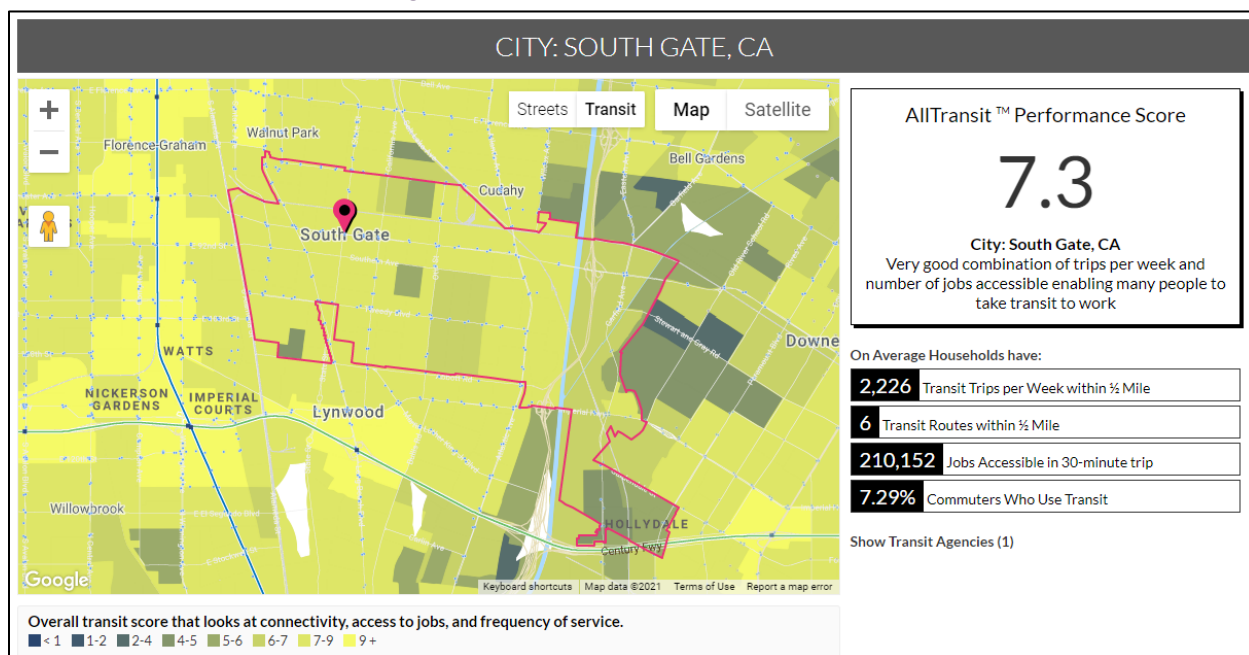 CITY: SOUTH GATE, CA
Streets Transit Map Satellite
Walnut Park
Florence-Graham
Bell Gardens
Cudahy
South Gate
WATTS
Stewart and Gray Rd
Downe
NICKERSON GARDENS
IMPERIAL COURTS
Lynwood
Willowbrook
HOLLYDALE
Century Fwy
Google
Keyboard shortcuts Map data ©2021 Terms of Use Report a map error
Overall transit score that looks at connectivity, access to jobs, and frequency of service.
< 1 1-2 2-4 4-5 5-6 6-7 7-9 9 +
AllTransit ™ Performance Score
7.3
City: South Gate, CA
Very good combination of trips per week and
number of jobs accessible enabling many people to
take transit to work
On Average Households have:
2,226 Transit Trips per Week within ½ Mile
6 Transit Routes within ½ Mile
210,152 Jobs Accessible in 30-minute trip
7.29% Commuters Who Use Transit
Show Transit Agencies (1)